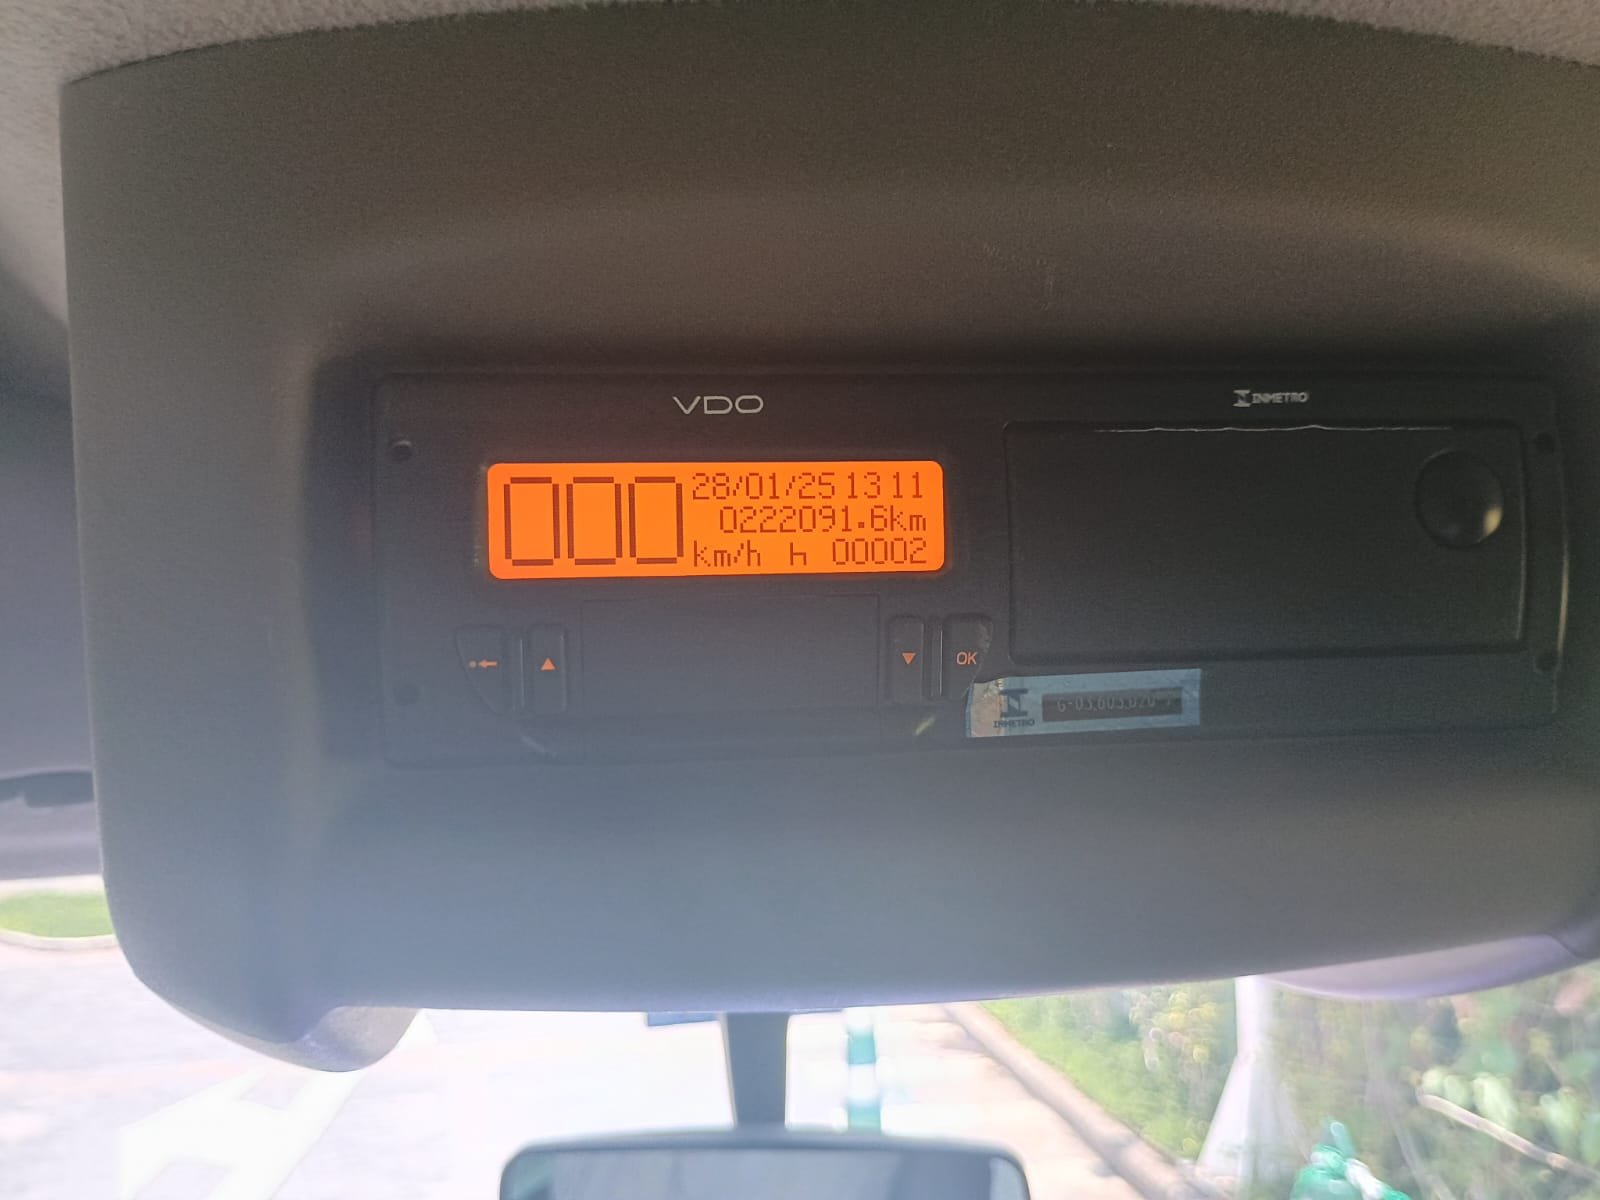 VDO
INMETRO
000
28/01/25 13 11
0222091.6km
km/h h 00002
OK
INMETRO